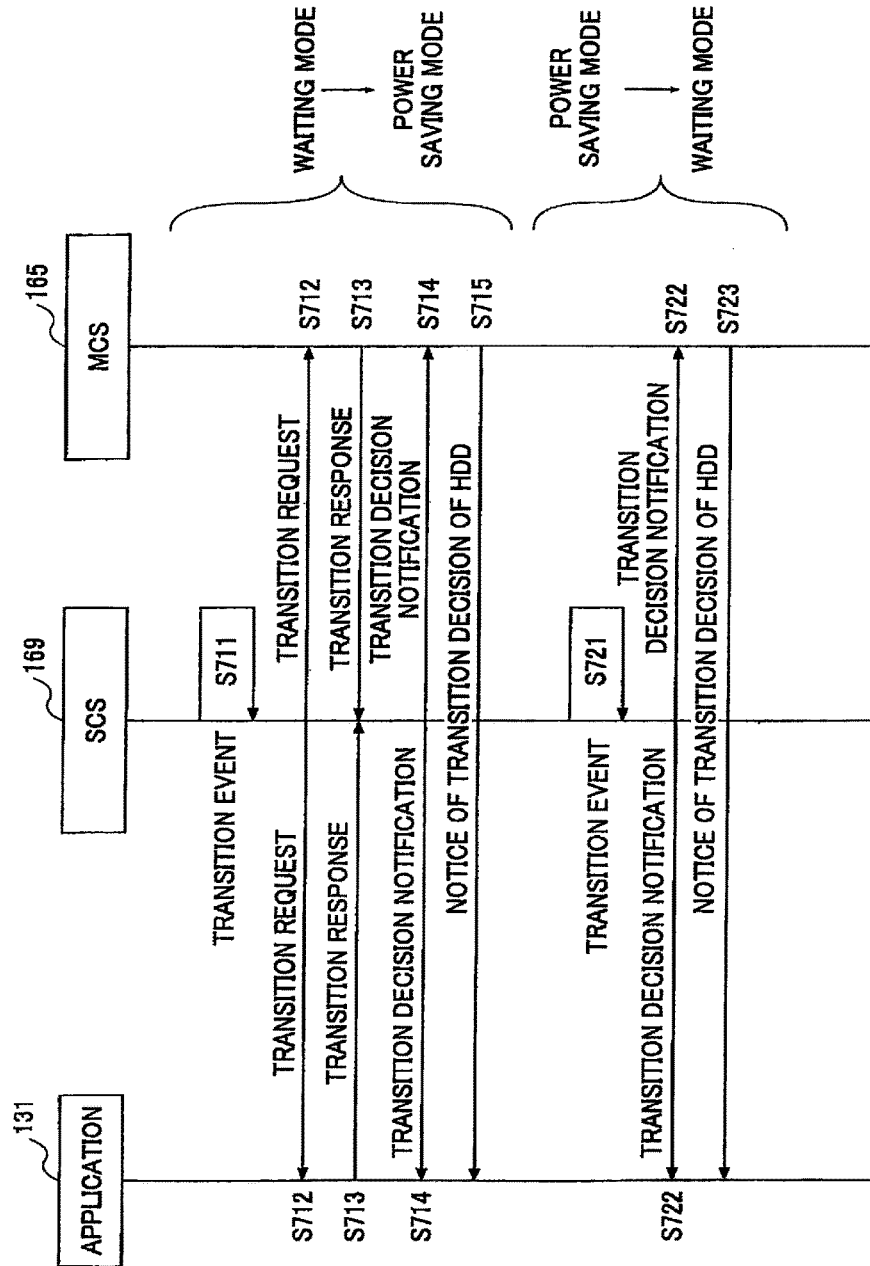 131
APPLICATION
169
SCS
165
MCS
S711
TRANSITION EVENT
S712
TRANSITION REQUEST
TRANSITION REQUEST
S712
S713
TRANSITION RESPONSE
TRANSITION RESPONSE
S713
S714
TRANSITION DECISION NOTIFICATION
TRANSITION DECISION
NOTIFICATION
S714
NOTICE OF TRANSITION DECISION OF HDD
S715
WAITING MODE
POWER
SAVING MODE
S721
TRANSITION EVENT
S722
TRANSITION DECISION NOTIFICATION
TRANSITION
DECISION NOTIFICATION
S722
NOTICE OF TRANSITION DECISION OF HDD
S723
POWER
SAVING MODE
WAITING MODE